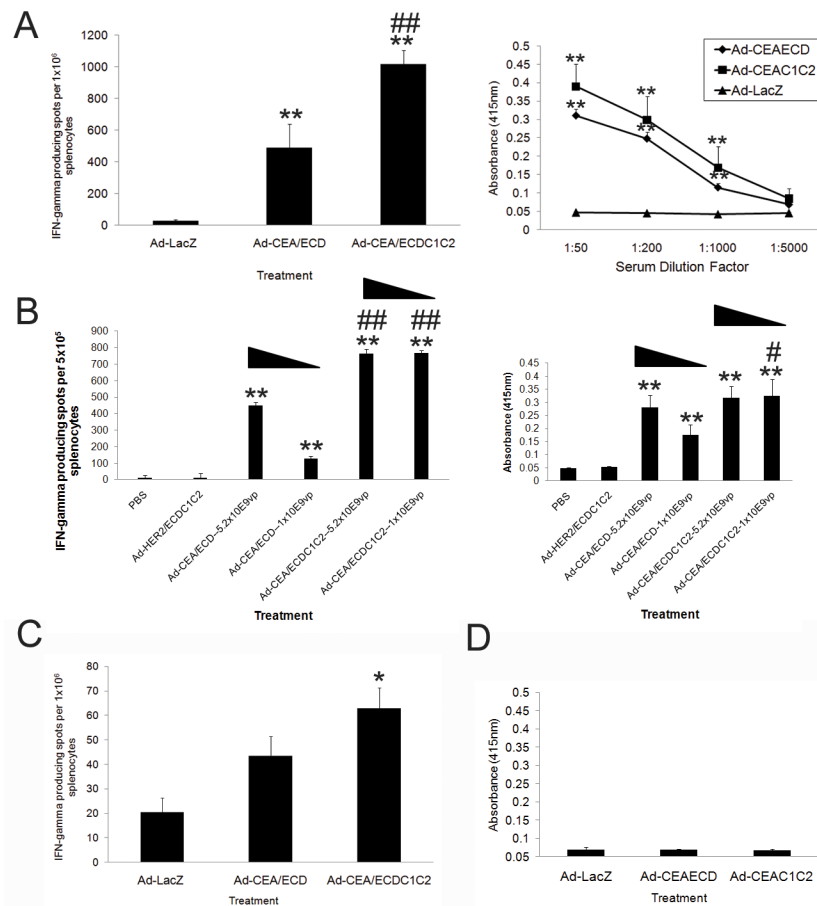 A
IFN-gamma producing spots per 1x10⁶
splenocytes
1200
1000
800
600
400
200
0
**
##
**
Ad-LacZ
Ad-CEA/ECD
Ad-CEA/ECDC1C2
Treatment
Absorbance (415nm)
0.5
0.45
0.4
0.35
0.3
0.25
0.2
0.15
0.1
0.05
0
**
**
**
**
**
**
Ad-CEAECD
Ad-CEAC1C2
Ad-LacZ
1:50
1:200
1:1000
1:5000
Serum Dilution Factor
B
IFN-gamma producing spots per 5x10⁵
splenocytes
900
800
700
600
500
400
300
200
100
0
**
**
##
**
##
**
PBS
Ad-HER2/ECDC1C2
Ad-CEA/ECD–5.2x10E9vp
Ad-CEA/ECD–1x10E9vp
Ad-CEA/ECDC1C2–5.2x10E9vp
Ad-CEA/ECDC1C2–1x10E9vp
Treatment
Absorbance (415nm)
0.45
0.4
0.35
0.3
0.25
0.2
0.15
0.1
0.05
0
**
**
**
#
**
PBS
Ad-HER2/ECDC1C2
Ad-CEA/ECD-5.2x10E9vp
Ad-CEA/ECD-1x10E9vp
Ad-CEA/ECDC1C2-5.2x10E9vp
Ad-CEA/ECDC1C2-1x10E9vp
Treatment
C
IFN-gamma producing spots per 1x10⁶
splenocytes
80
70
60
50
40
30
20
10
0
*
Ad-LacZ
Ad-CEA/ECD
Ad-CEA/ECDC1C2
Treatment
D
Absorbance (415nm)
0.5
0.45
0.4
0.35
0.3
0.25
0.2
0.15
0.1
0.05
Ad-LacZ
Ad-CEAECD
Ad-CEAC1C2
Treatment